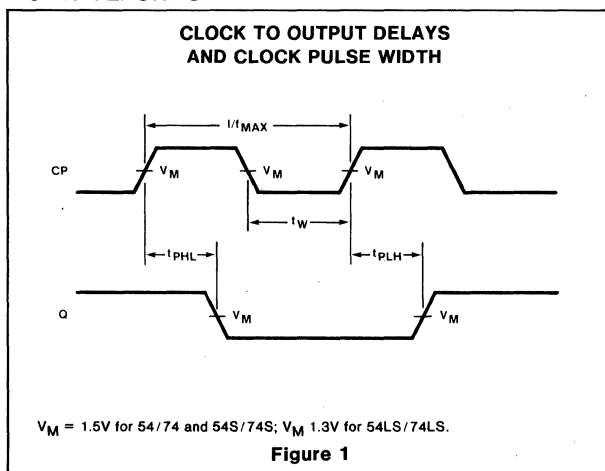 CLOCK TO OUTPUT DELAYS
AND CLOCK PULSE WIDTH
I/fMAX
CP
VM
VM
VM
tW
tPHL
tPLH
Q
VM
VM
VM = 1.5V for 54/74 and 54S/74S; VM 1.3V for 54LS/74LS.
Figure 1